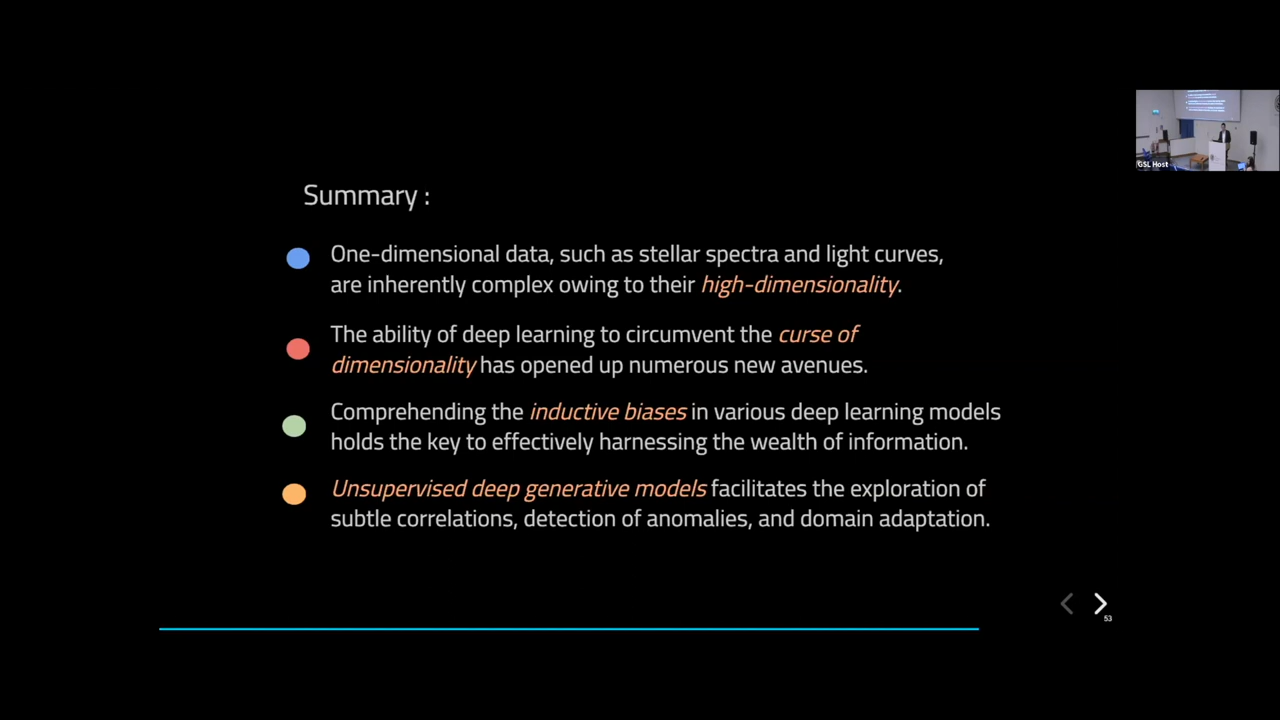 Summary :
One-dimensional data, such as stellar spectra and light curves,
are inherently complex owing to their high-dimensionality.
The ability of deep learning to circumvent the curse of
dimensionality has opened up numerous new avenues.
Comprehending the inductive biases in various deep learning models
holds the key to effectively harnessing the wealth of information.
Unsupervised deep generative models facilitates the exploration of
subtle correlations, detection of anomalies, and domain adaptation.
GSL Host
53